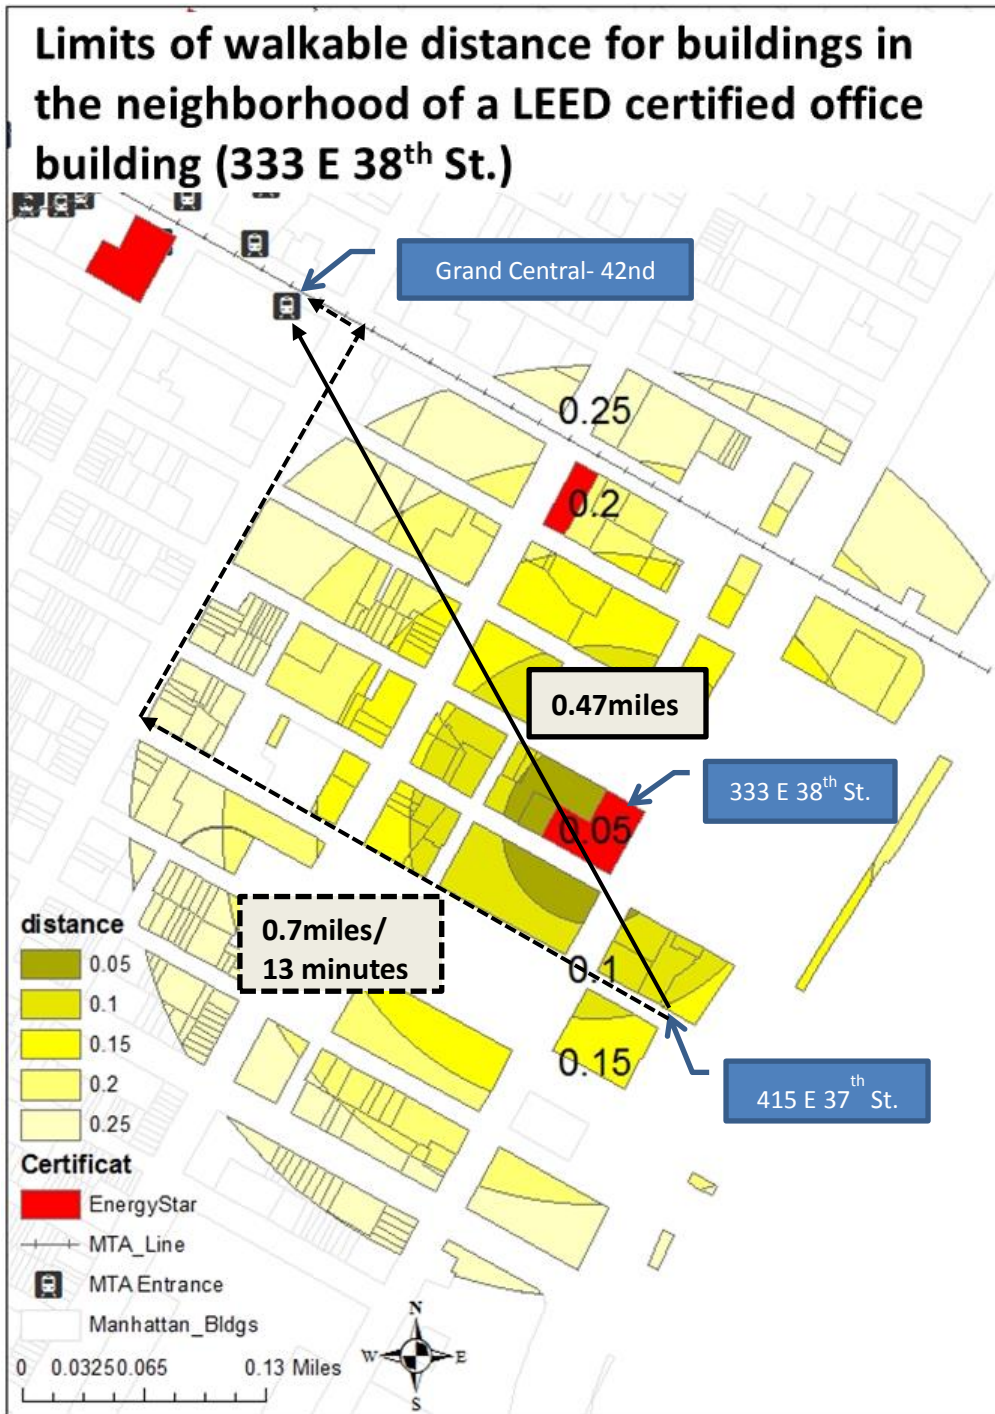 Limits of walkable distance for buildings in
the neighborhood of a LEED certified office
building (333 E 38th St.)
Grand Central- 42nd
0.25
0.2
0.47miles
333 E 38th St.
0.05
0.7miles/
13 minutes
0.1
0.15
415 E 37th St.
distance
0.05
0.1
0.15
0.2
0.25
Certificat
EnergyStar
MTA_Line
MTA Entrance
Manhattan_Bldgs
0 0.0325 0.065 0.13 Miles
N
W E
S